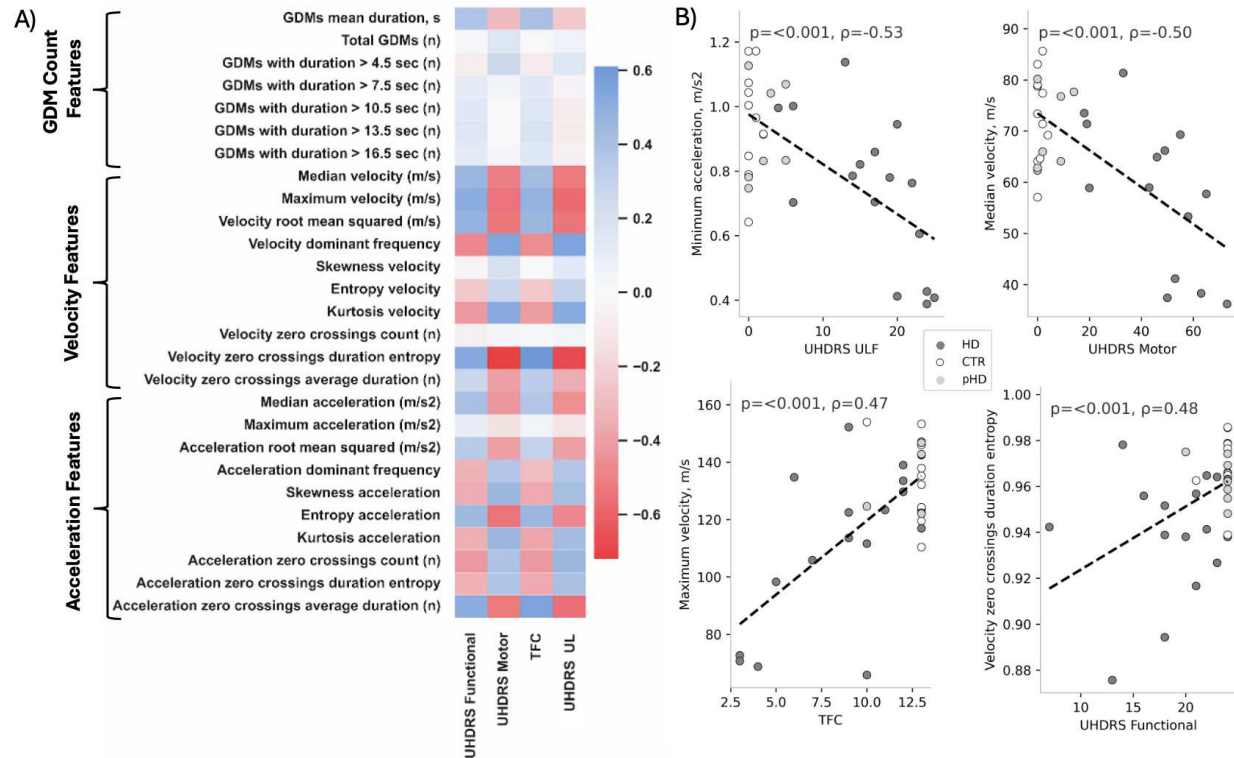 A)
GDM Count
Features
Velocity Features
Acceleration Features
GDMs mean duration, s
Total GDMs (n)
GDMs with duration > 4.5 sec (n)
GDMs with duration > 7.5 sec (n)
GDMs with duration > 10.5 sec (n)
GDMs with duration > 13.5 sec (n)
GDMs with duration > 16.5 sec (n)
Median velocity (m/s)
Maximum velocity (m/s)
Velocity root mean squared (m/s)
Velocity dominant frequency
Skewness velocity
Entropy velocity
Kurtosis velocity
Velocity zero crossings count (n)
Velocity zero crossings duration entropy
Velocity zero crossings average duration (n)
Median acceleration (m/s2)
Maximum acceleration (m/s2)
Acceleration root mean squared (m/s2)
Acceleration dominant frequency
Skewness acceleration
Entropy acceleration
Kurtosis acceleration
Acceleration zero crossings count (n)
Acceleration zero crossings duration entropy
Acceleration zero crossings average duration (n)
UHDRS Functional
UHDRS Motor
TFC
UHDRS UL
0.6
0.4
0.2
0.0
−0.2
−0.4
−0.6
B)
p=<0.001, ρ=-0.53
Minimum acceleration, m/s2
1.2
1.0
0.8
0.6
0.4
0
10
20
UHDRS ULF
p=<0.001, ρ=-0.50
Median velocity, m/s
90
80
70
60
50
40
0
20
40
60
UHDRS Motor
HD
CTR
pHD
p=<0.001, ρ=0.47
Maximum velocity, m/s
160
140
120
100
80
2.5
5.0
7.5
10.0
12.5
TFC
p=<0.001, ρ=0.48
Velocity zero crossings duration entropy
1.00
0.98
0.96
0.94
0.92
0.90
0.88
10
15
20
UHDRS Functional